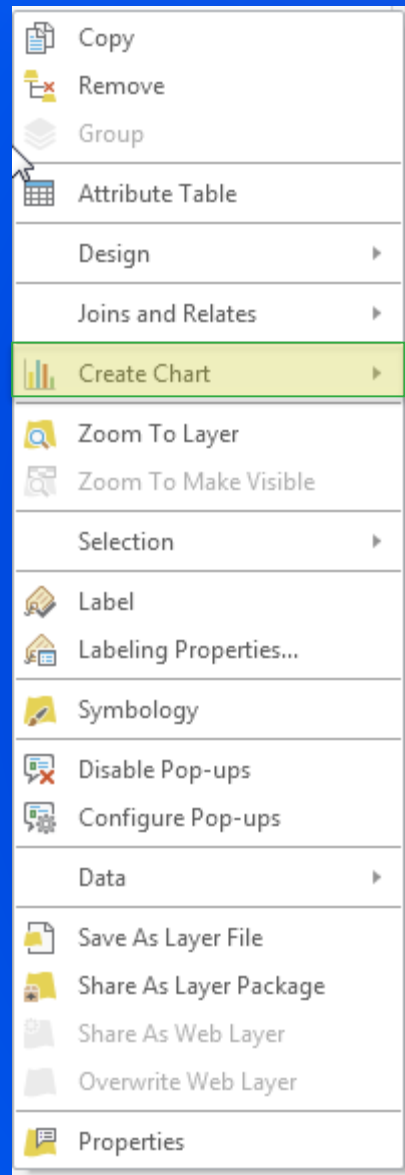 Copy
Remove
Group
Attribute Table
Design
Joins and Relates
Create Chart
Zoom To Layer
Zoom To Make Visible
Selection
Label
Labeling Properties...
Symbology
Disable Pop-ups
Configure Pop-ups
Data
Save As Layer File
Share As Layer Package
Share As Web Layer
Overwrite Web Layer
Properties